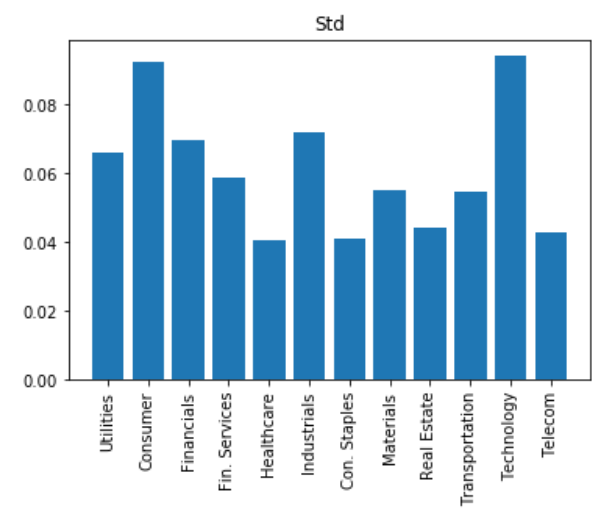 Std
0.08
0.06
0.04
0.02
0.00
Utilities
Consumer
Financials
Fin. Services
Healthcare
Industrials
Con. Staples
Materials
Real Estate
Transportation
Technology
Telecom